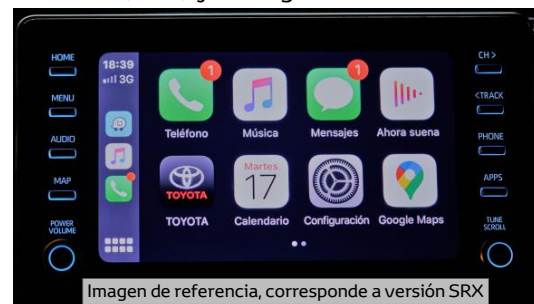 HOME
MENU
AUDIO
MAP
POWER
VOLUME
18:39
3G
1
1
Teléfono
Música
Mensajes
Ahora suena
TOYOTA
Martes
17
TOYOTA
Calendario
Configuración
Google Maps
CH >
<TRACK
PHONE
APPS
TUNE
SCROLL
Imagen de referencia, corresponde a versión SRX